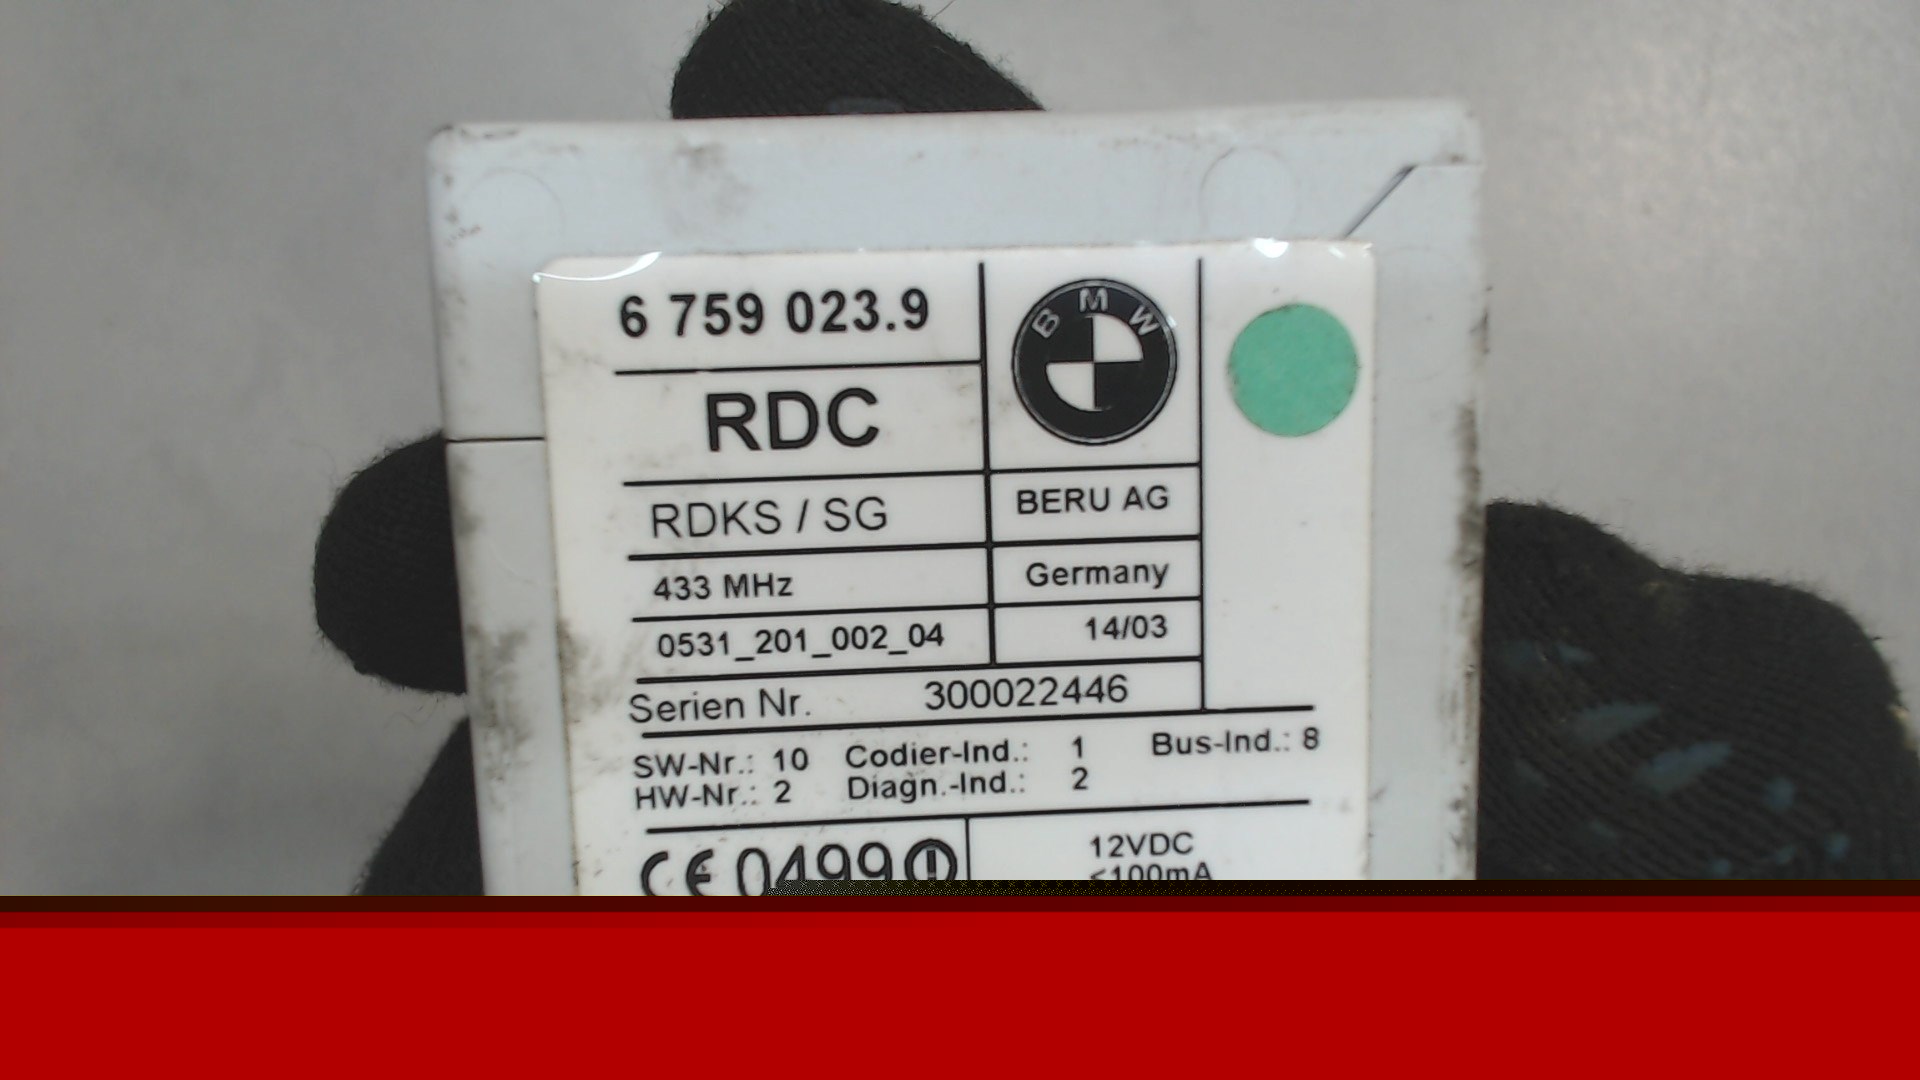 6 759 023.9
BMW
RDC
RDKS / SG
BERU AG
433 MHz
Germany
0531_201_002_04
14/03
Serien Nr. 300022446
SW-Nr.: 10 Codier-Ind.: 1 Bus-Ind.: 8
HW-Nr.: 2 Diagn.-Ind.: 2
CE 0499
12VDC
<100mA